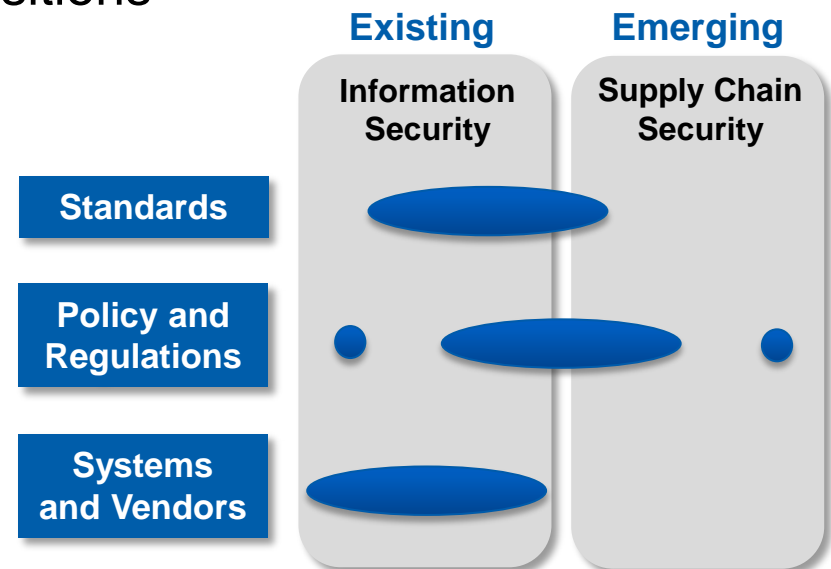 Existing
Emerging
Information
Security
Supply Chain
Security
Standards
Policy and
Regulations
Systems
and Vendors